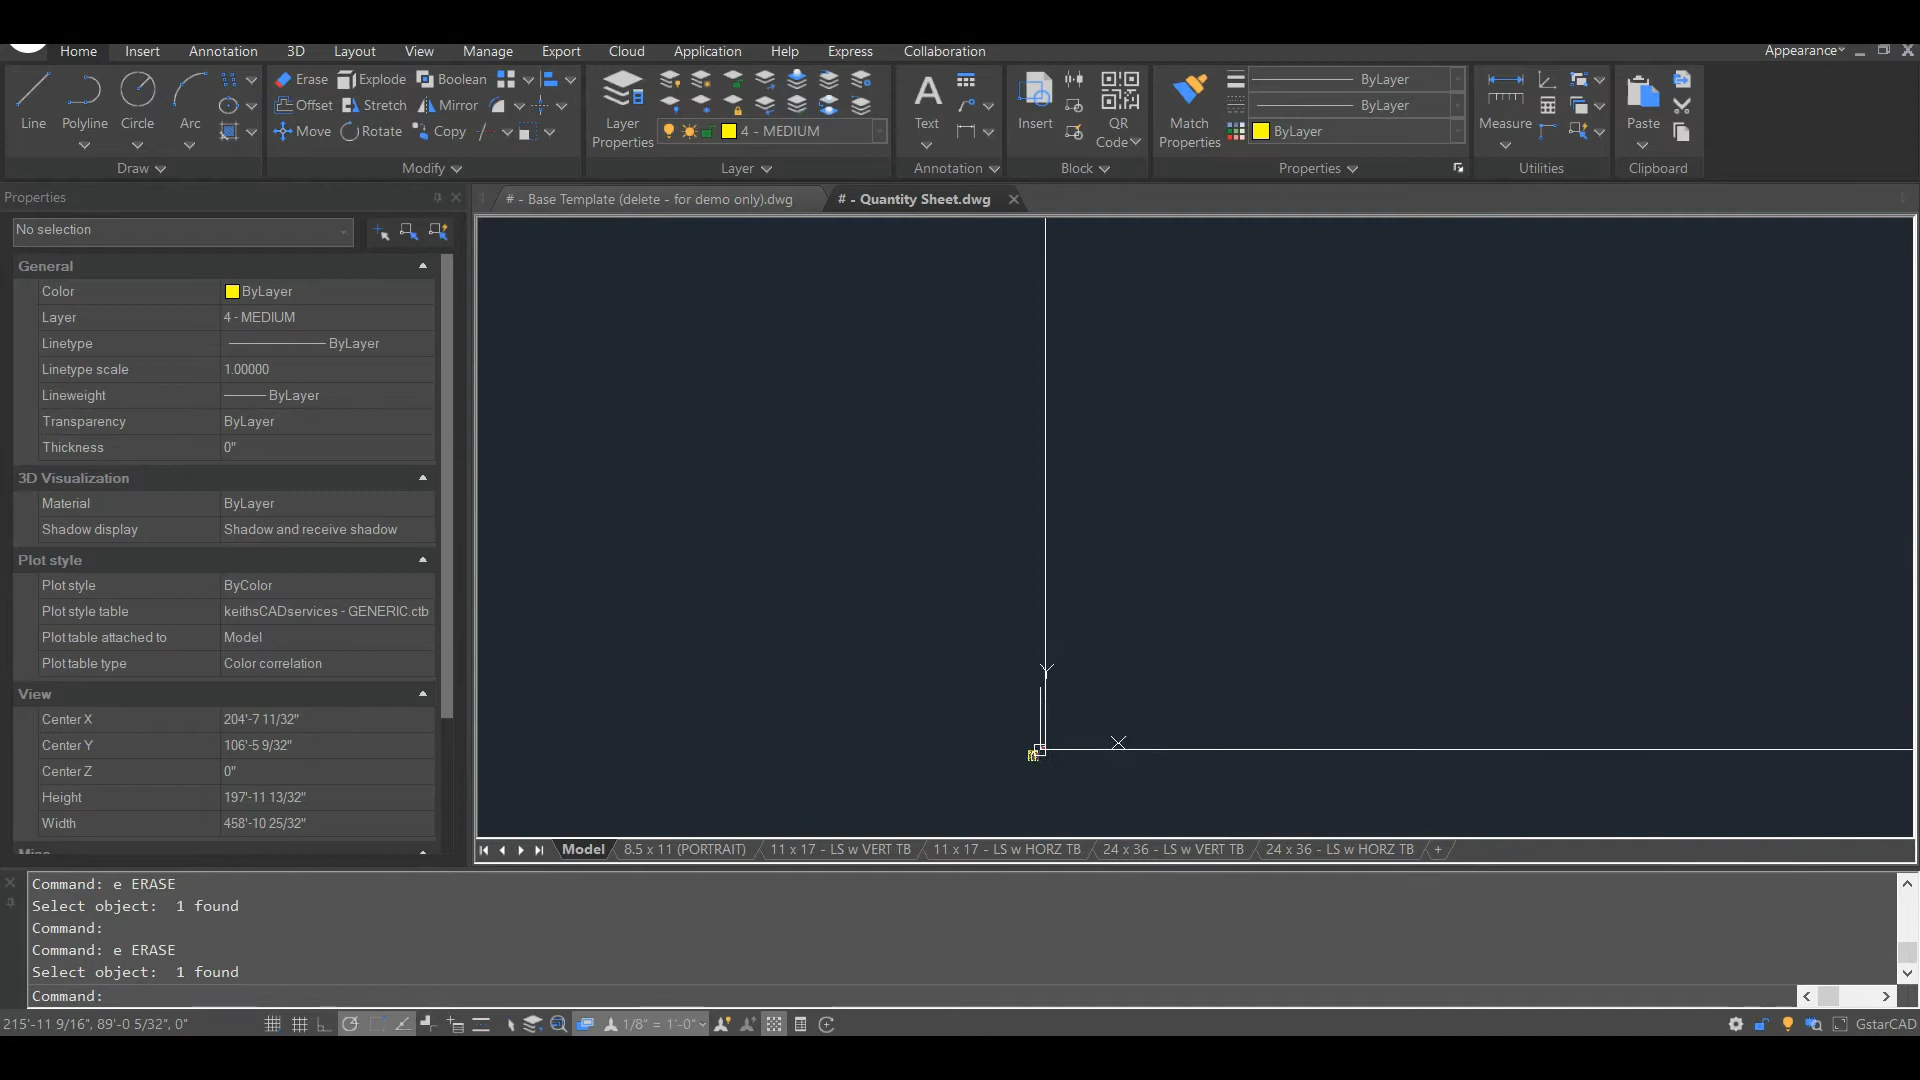 Home Insert Annotation 3D Layout View Manage Export Cloud Application Help Express Collaboration Appearance
Line Polyline Circle Arc
Erase Explode Boolean
Offset Stretch Mirror
Move Rotate Copy
Layer Properties
4 - MEDIUM
Text
Insert
QR Code
Match Properties
ByLayer
ByLayer
ByLayer
Measure
Paste
Draw Modify Layer Annotation Block Properties Utilities Clipboard
Properties
# - Base Template (delete - for demo only).dwg
# - Quantity Sheet.dwg
No selection
General
Color ByLayer
Layer 4 - MEDIUM
Linetype ByLayer
Linetype scale 1.00000
Lineweight ByLayer
Transparency ByLayer
Thickness 0"
3D Visualization
Material ByLayer
Shadow display Shadow and receive shadow
Plot style
Plot style ByColor
Plot style table keithsCADservices - GENERIC.ctb
Plot table attached to Model
Plot table type Color correlation
View
Center X 204'-7 11/32"
Center Y 106'-5 9/32"
Center Z 0"
Height 197'-11 13/32"
Width 458'-10 25/32"
Y
X
Model 8.5 x 11 (PORTRAIT) 11 x 17 - LS w VERT TB 11 x 17 - LS w HORZ TB 24 x 36 - LS w VERT TB 24 x 36 - LS w HORZ TB +
Command: e ERASE
Select object: 1 found
Command:
Command: e ERASE
Select object: 1 found
Command:
215'-11 9/16", 89'-0 5/32", 0"
1/8" = 1'-0"
GstarCAD